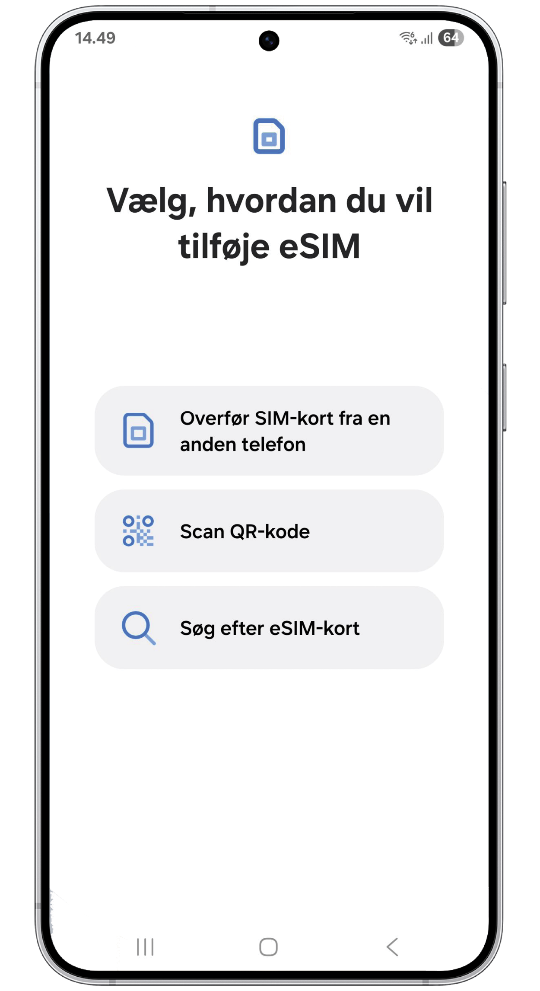 14.49
64
Vælg, hvordan du vil
tilføje eSIM
Overfør SIM-kort fra en
anden telefon
Scan QR-kode
Søg efter eSIM-kort